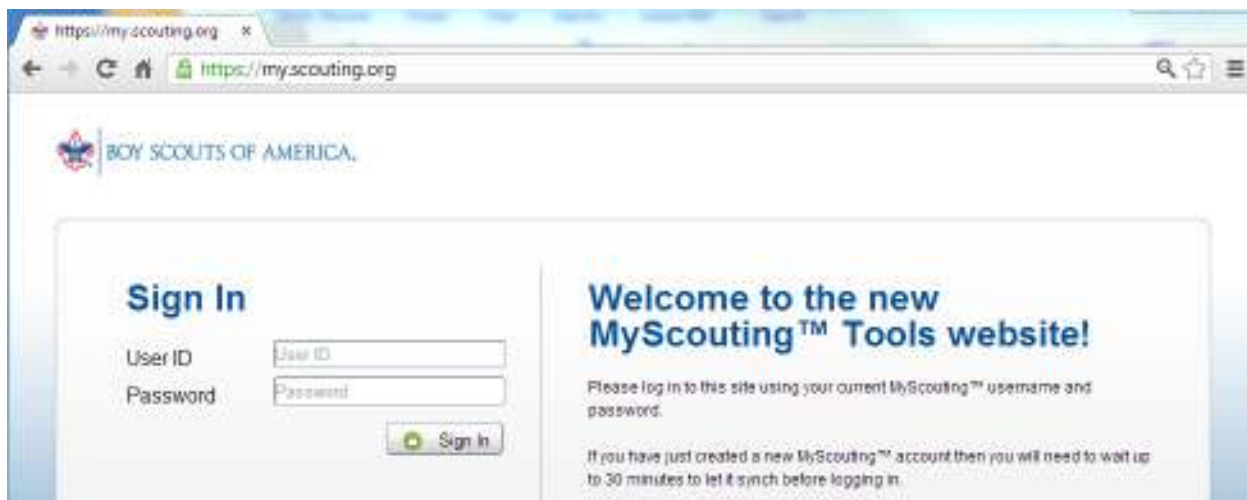 https://my.scouting.org ×
https://my.scouting.org
BOY SCOUTS OF AMERICA.
Sign In
User ID User ID
Password Password
Sign In
Welcome to the new
MyScouting™ Tools website!
Please log in to this site using your current MyScouting™ username and
password.
If you have just created a new MyScouting™ account then you will need to wait up
to 30 minutes to let it synch before logging in.